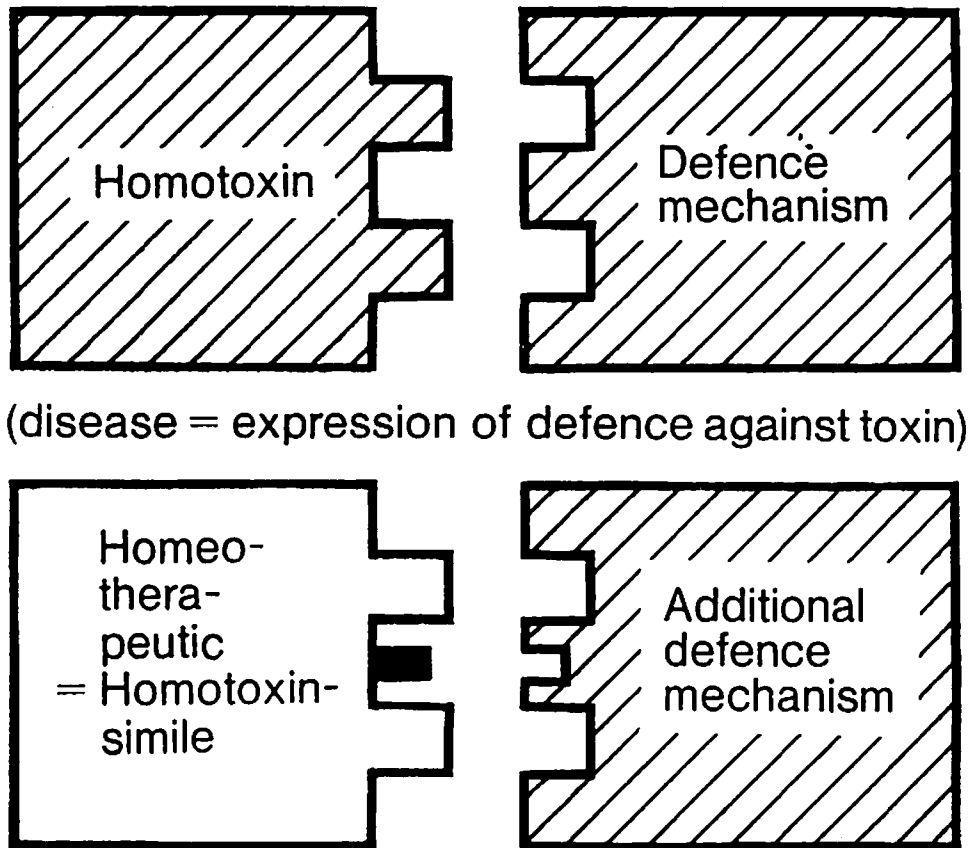 Homotoxin
Defence
mechanism
(disease = expression of defence against toxin)
Homeo-
thera-
peutic
= Homotoxin-
simile
Additional
defence
mechanism